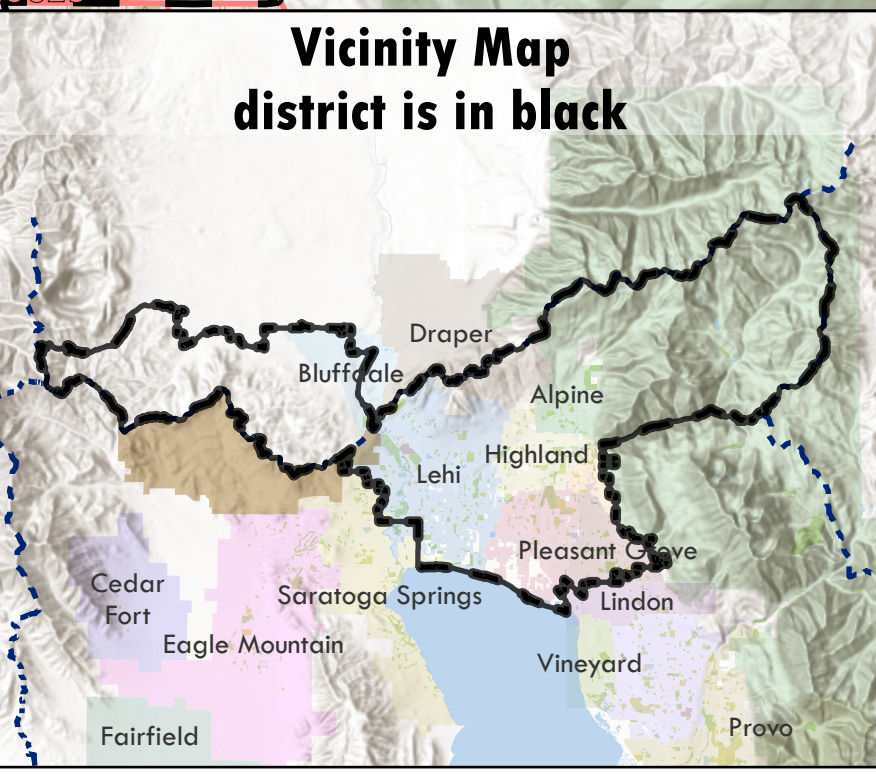 Vicinity Map
district is in black
Draper
Bluffdale
Alpine
Highland
Lehi
Pleasant Grove
Cedar
Fort
Saratoga Springs
Lindon
Eagle Mountain
Vineyard
Fairfield
Provo